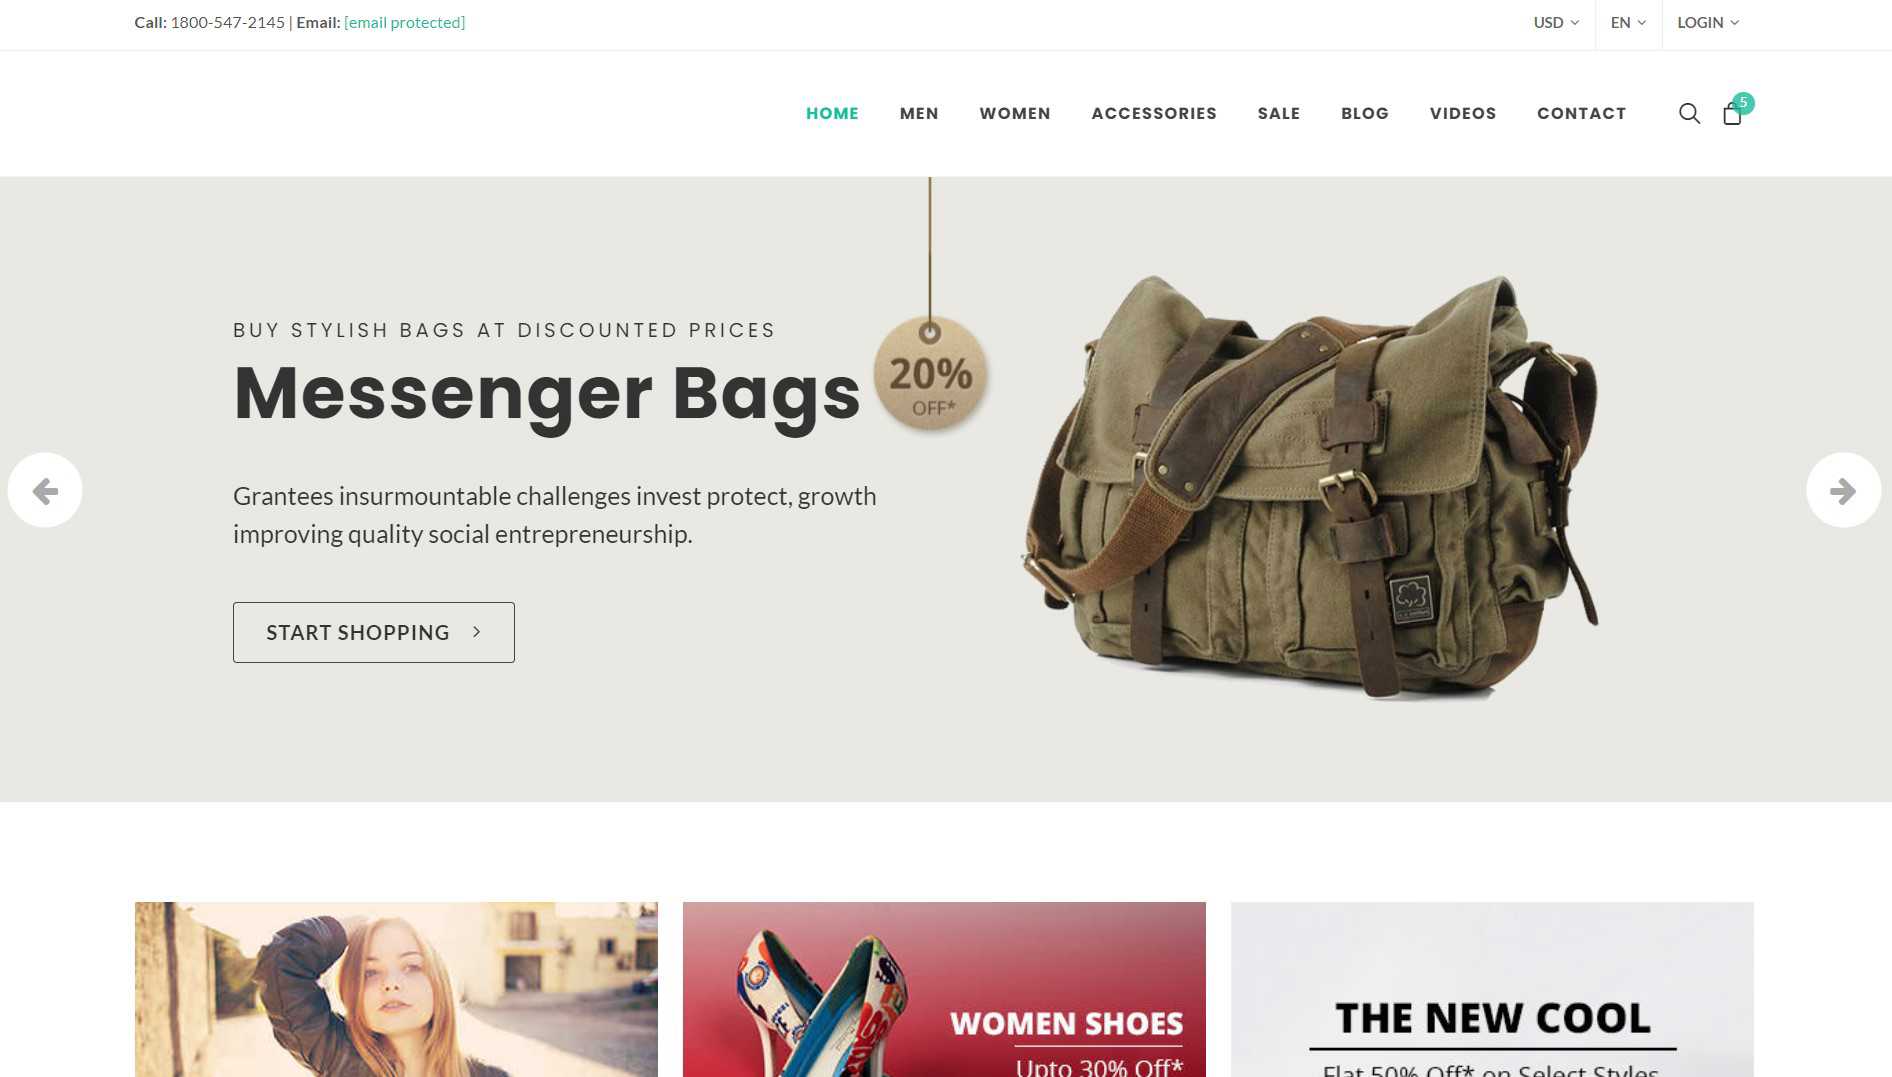 Call: 1800-547-2145 | Email: [email protected]
USD
EN
LOGIN
HOME
MEN
WOMEN
ACCESSORIES
SALE
BLOG
VIDEOS
CONTACT
5
BUY STYLISH BAGS AT DISCOUNTED PRICES
Messenger Bags
20%
OFF*
Grantees insurmountable challenges invest protect, growth
improving quality social entrepreneurship.
START SHOPPING
WOMEN SHOES
Upto 30% Off*
THE NEW COOL
Flat 50% Off* on Select Styles